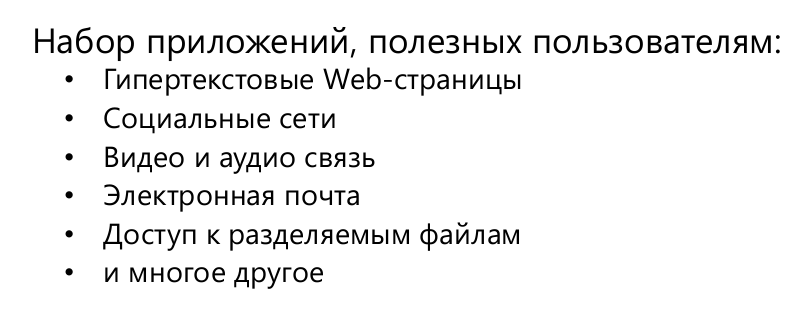 Набор приложений, полезных пользователям:
• Гипертекстовые Web-страницы
• Социальные сети
• Видео и аудио связь
• Электронная почта
• Доступ к разделяемым файлам
• и многое другое